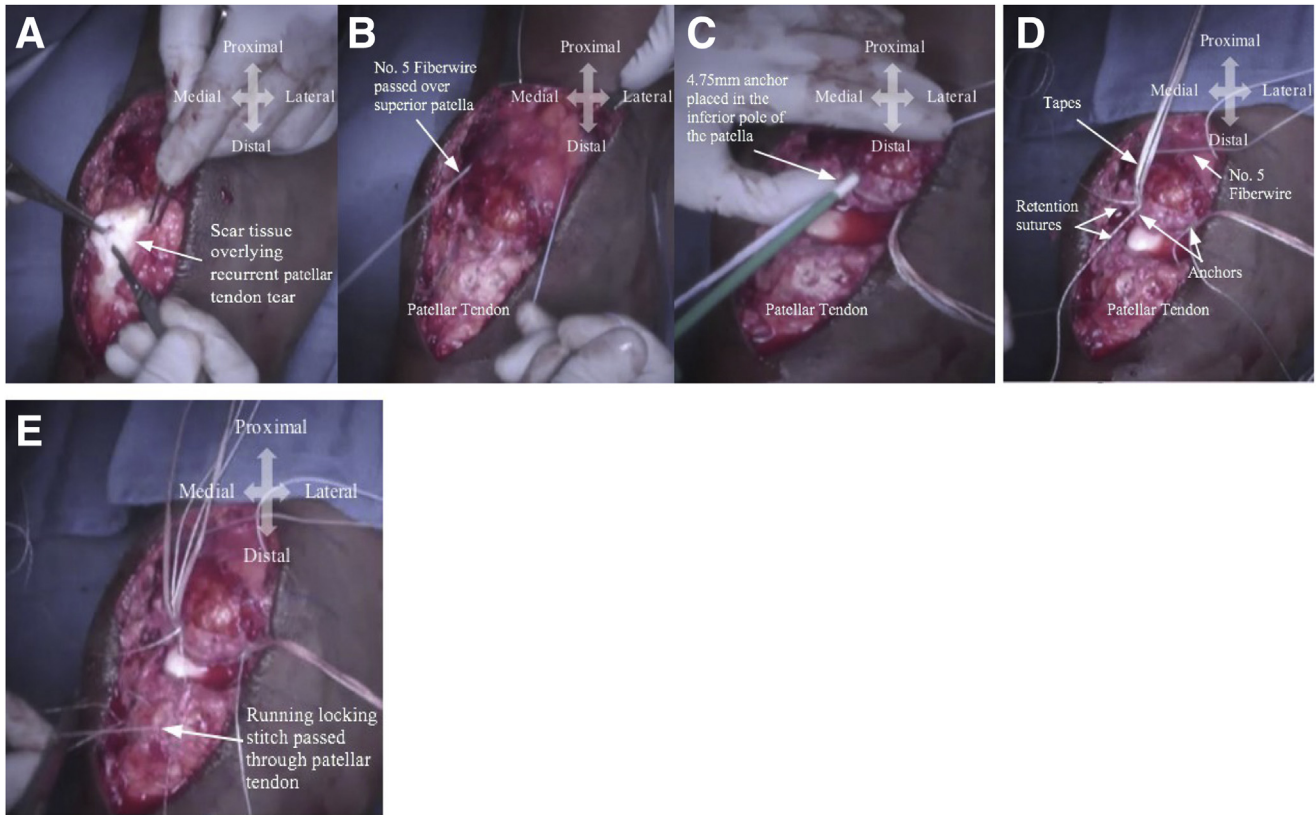 A
Proximal
Medial
Lateral
Distal
Scar tissue
overlying
recurrent patellar
tendon tear
B
No. 5 Fiberwire
passed over
superior patella
Proximal
Medial
Lateral
Distal
Patellar Tendon
C
4.75mm anchor
placed in the
inferior pole of
the patella
Proximal
Medial
Lateral
Distal
Patellar Tendon
D
Proximal
Medial
Lateral
Distal
Tapes
No. 5
Fiberwire
Retention
sutures
Anchors
Patellar Tendon
E
Proximal
Medial
Lateral
Distal
Running locking
stitch passed
through patellar
tendon